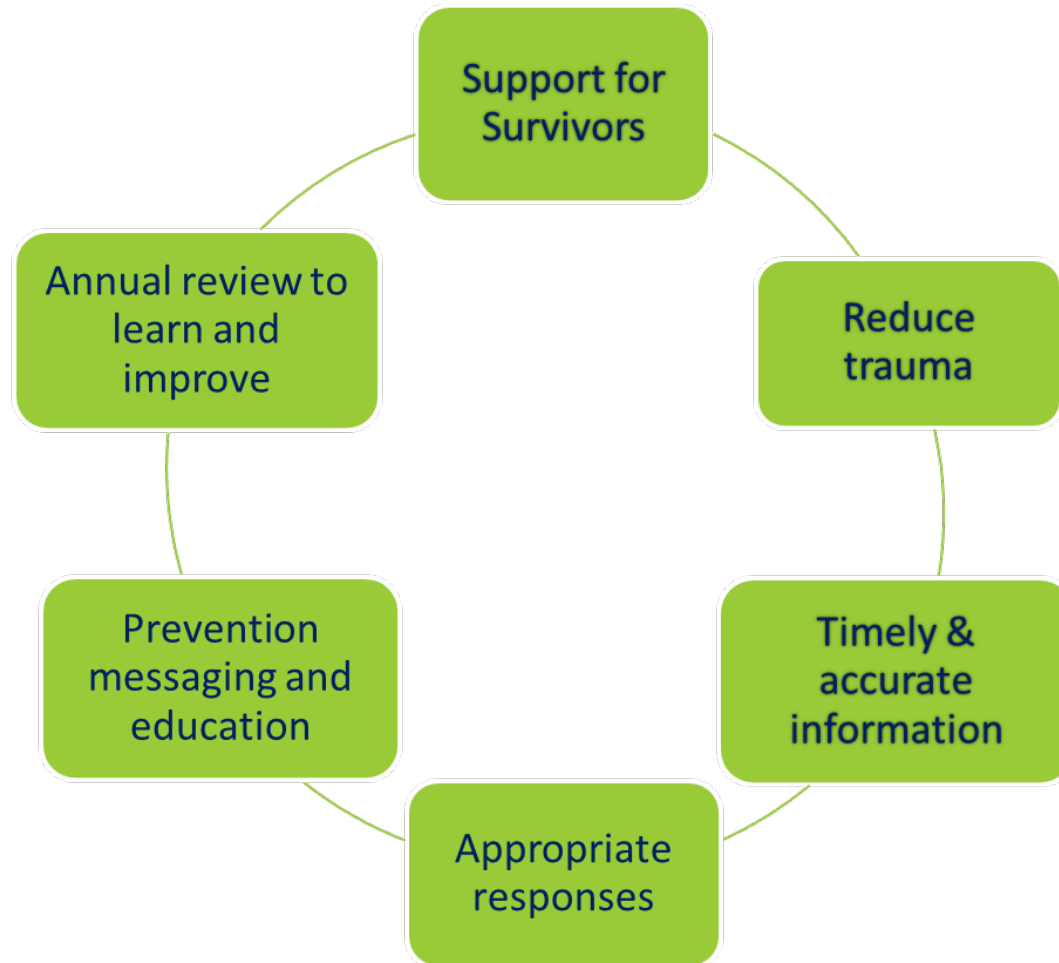 Support for
Survivors
Reduce
trauma
Timely &
accurate
information
Appropriate
responses
Prevention
messaging and
education
Annual review to
learn and
improve